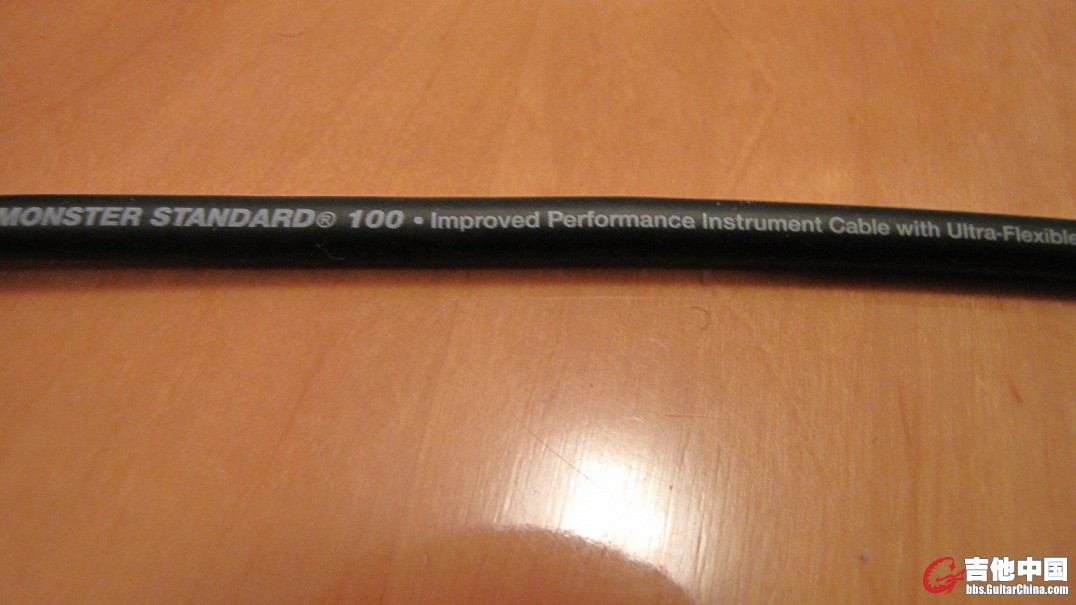 MONSTER STANDARD® 100 • Improved Performance Instrument Cable with Ultra-Flexible
吉他中国
bbs.GuitarChina.com